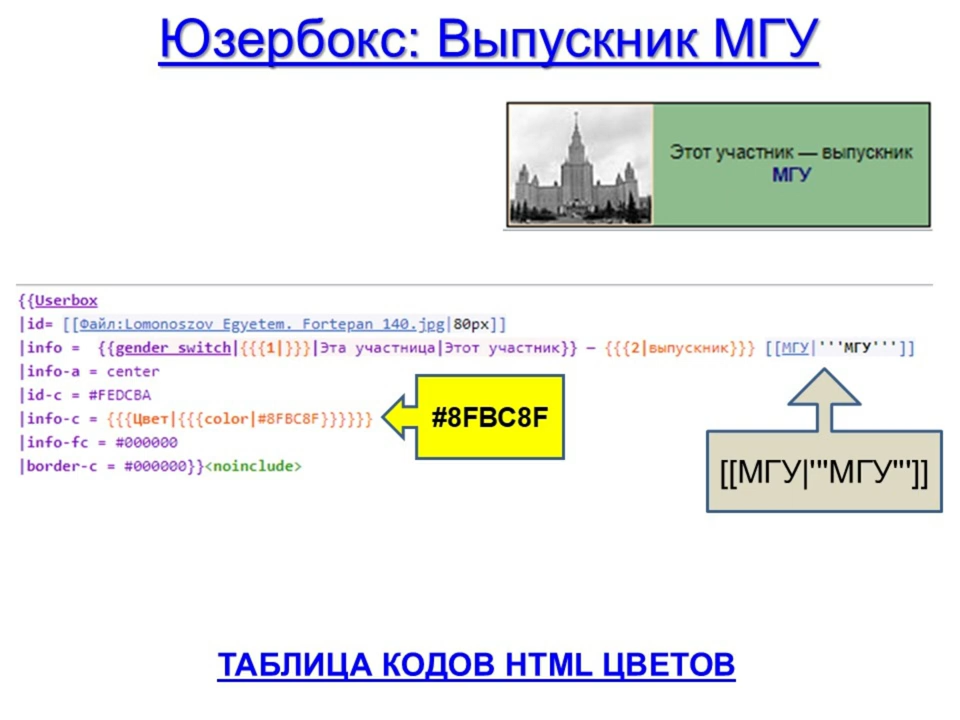 Юзербокс: Выпускник МГУ
Этот участник — выпускник
МГУ
{{Userbox
|id= [[Файл:Lomonoszov Egyetem. Fortepan 140.jpg|80px]]
|info = {{gender switch|{{{1|}}}|Эта участница|Этот участник}} — {{{2|выпускник}}} [[МГУ|'''МГУ''']]
|info-a = center
|id-c = #FEDCBA
|info-c = {{{Цвет|{{{color|#8FBC8F}}}}}}
|info-fc = #000000
|border-c = #000000}}<noinclude>
#8FBC8F
[[МГУ|'"МГУ"']]
ТАБЛИЦА КОДОВ HTML ЦВЕТОВ